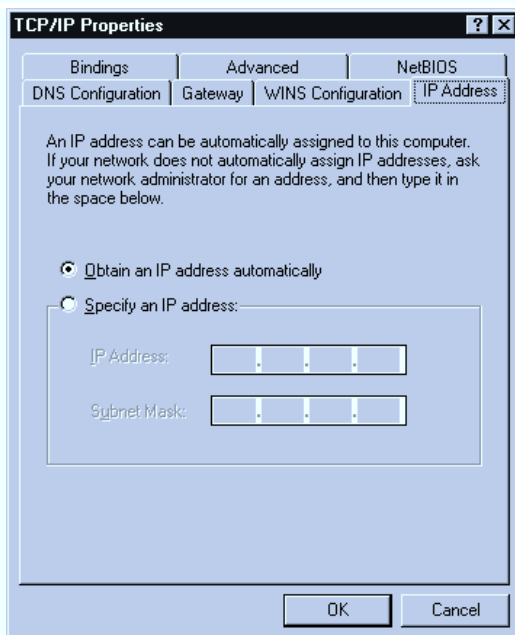 TCP/IP Properties
Bindings
Advanced
NetBIOS
DNS Configuration
Gateway
WINS Configuration
IP Address
An IP address can be automatically assigned to this computer.
If your network does not automatically assign IP addresses, ask
your network administrator for an address, and then type it in
the space below.
Obtain an IP address automatically
Specify an IP address:
IP Address:
Subnet Mask:
OK
Cancel